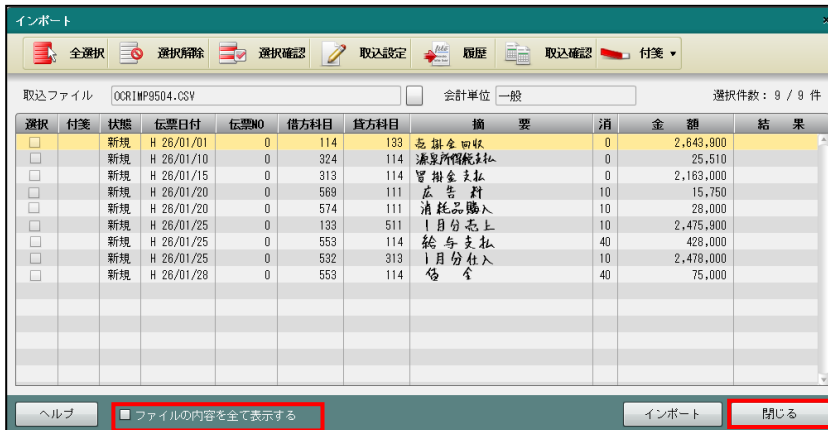 インポート
全選択 選択解除 選択確認 取込設定 履歴 取込確認 付箋
取込ファイル OCRIMP9504.CSV 会計単位 一般 選択件数: 9 / 9 件
選択 付箋 状態 伝票日付 伝票NO 借方科目 貸方科目 摘 要 消 金 額 結 果
新規 H 26/01/01 0 114 133 売掛金回収 0 2,643,900
新規 H 26/01/10 0 324 114 源泉所得税支払 0 25,510
新規 H 26/01/15 0 313 114 買掛金支払 0 2,163,000
新規 H 26/01/20 0 569 111 広告料 10 15,750
新規 H 26/01/20 0 574 111 消耗品購入 10 28,000
新規 H 26/01/25 0 133 511 1月分売上 10 2,475,900
新規 H 26/01/25 0 553 114 給与支払 40 428,000
新規 H 26/01/25 0 532 313 1月分仕入 10 2,478,000
新規 H 26/01/28 0 553 114 金 40 75,000
ヘルプ ファイルの内容を全て表示する インポート 閉じる